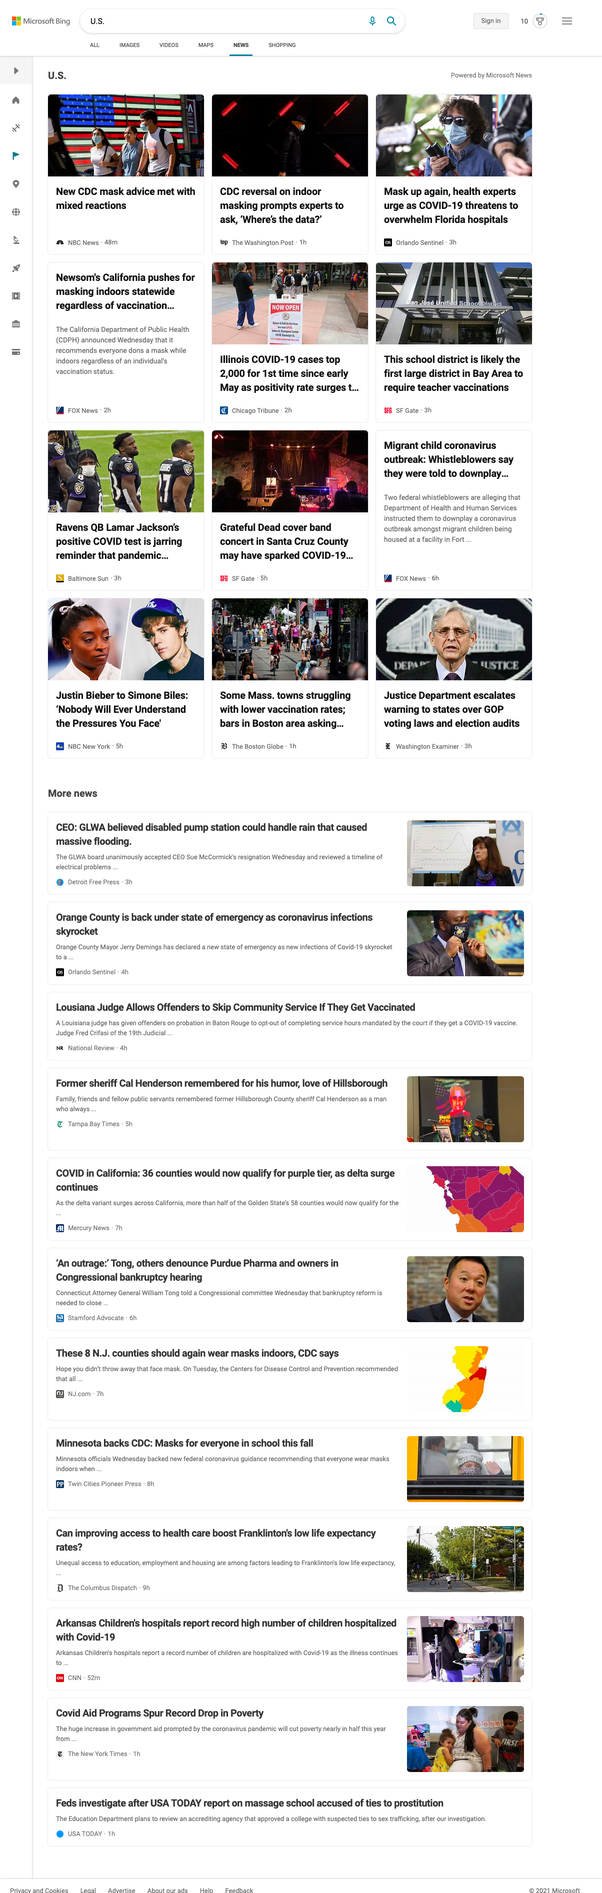 Microsoft Bing
U.S.
Sign in
10
ALL
IMAGES
VIDEOS
MAPS
NEWS
SHOPPING
U.S.
Powered by Microsoft News
New CDC mask advice met with
mixed reactions
NBC News · 48m
CDC reversal on indoor
masking prompts experts to
ask, ‘Where's the data?’
wp
The Washington Post · 1h
Mask up again, health experts
urge as COVID-19 threatens to
overwhelm Florida hospitals
OS
Orlando Sentinel · 3h
Newsom's California pushes for
masking indoors statewide
regardless of vaccination...
The California Department of Public Health
(CDPH) announced Wednesday that it
recommends everyone dons a mask while
indoors regardless of an individual's
vaccination status.
FOX News · 2h
NOW OPEN
Illinois COVID-19 cases top
2,000 for 1st time since early
May as positivity rate surges t...
Chicago Tribune · 2h
San José Unified School District
This school district is likely the
first large district in Bay Area to
require teacher vaccinations
SF Gate · 3h
Ravens QB Lamar Jackson's
positive COVID test is jarring
reminder that pandemic...
Baltimore Sun · 3h
Grateful Dead cover band
concert in Santa Cruz County
may have sparked COVID-19...
SF Gate · 5h
Migrant child coronavirus
outbreak: Whistleblowers say
they were told to downplay...
Two federal whistleblowers are alleging that
Department of Health and Human Services
instructed them to downplay a coronavirus
outbreak amongst migrant children being
housed at a facility in Fort ...
FOX News · 6h
Justin Bieber to Simone Biles:
‘Nobody Will Ever Understand
the Pressures You Face’
NBC New York · 5h
Some Mass. towns struggling
with lower vaccination rates;
bars in Boston area asking...
The Boston Globe · 1h
Justice Department escalates
warning to states over GOP
voting laws and election audits
Washington Examiner · 3h
More news
CEO: GLWA believed disabled pump station could handle rain that caused
massive flooding.
The GLWA board unanimously accepted CEO Sue McCormick's resignation Wednesday and reviewed a timeline of
electrical problems ...
Detroit Free Press · 3h
Orange County is back under state of emergency as coronavirus infections
skyrocket
Orange County Mayor Jerry Demings has declared a new state of emergency as new infections of Covid-19 skyrocket
to a ...
OS
Orlando Sentinel · 4h
Lousiana Judge Allows Offenders to Skip Community Service If They Get Vaccinated
A Louisiana judge has given offenders on probation in Baton Rouge to opt-out of completing service hours mandated by the court if they get a COVID-19 vaccine.
Judge Fred Crifasi of the 19th Judicial ...
NR
National Review · 4h
Former sheriff Cal Henderson remembered for his humor, love of Hillsborough
Family, friends and fellow public servants remembered former Hillsborough County sheriff Cal Henderson as a man
who always ...
Tampa Bay Times · 5h
COVID in California: 36 counties would now qualify for purple tier, as delta surge
continues
As the delta variant surges across California, more than half of the Golden State's 58 counties would now qualify for the
...
Mercury News · 7h
‘An outrage:’ Tong, others denounce Purdue Pharma and owners in
Congressional bankruptcy hearing
Connecticut Attorney General William Tong told a Congressional committee Wednesday that bankruptcy reform is
needed to close ...
Stamford Advocate · 6h
These 8 N.J. counties should again wear masks indoors, CDC says
Hope you didn't throw away that face mask. On Tuesday, the Centers for Disease Control and Prevention recommended
that all ...
NJ.com · 7h
Minnesota backs CDC: Masks for everyone in school this fall
Minnesota officials Wednesday backed new federal coronavirus guidance recommending that everyone wear masks
indoors when ...
PP
Twin Cities Pioneer Press · 8h
Can improving access to health care boost Franklinton's low life expectancy
rates?
Unequal access to education, employment and housing are among factors leading to Franklinton's low life expectancy,
...
The Columbus Dispatch · 9h
Arkansas Children's hospitals report record high number of children hospitalized
with Covid-19
Arkansas Children's hospitals report a record number of children are hospitalized with Covid-19 as the illness continues
to ...
CNN · 52m
Covid Aid Programs Spur Record Drop in Poverty
The huge increase in government aid prompted by the coronavirus pandemic will cut poverty nearly in half this year
from ...
The New York Times · 1h
Feds investigate after USA TODAY report on massage school accused of ties to prostitution
The Education Department plans to review an accrediting agency that approved a college with suspected ties to sex trafficking, after our investigation.
USA TODAY · 1h
Privacy and Cookies
Legal
Advertise
About our ads
Help
Feedback
© 2021 Microsoft